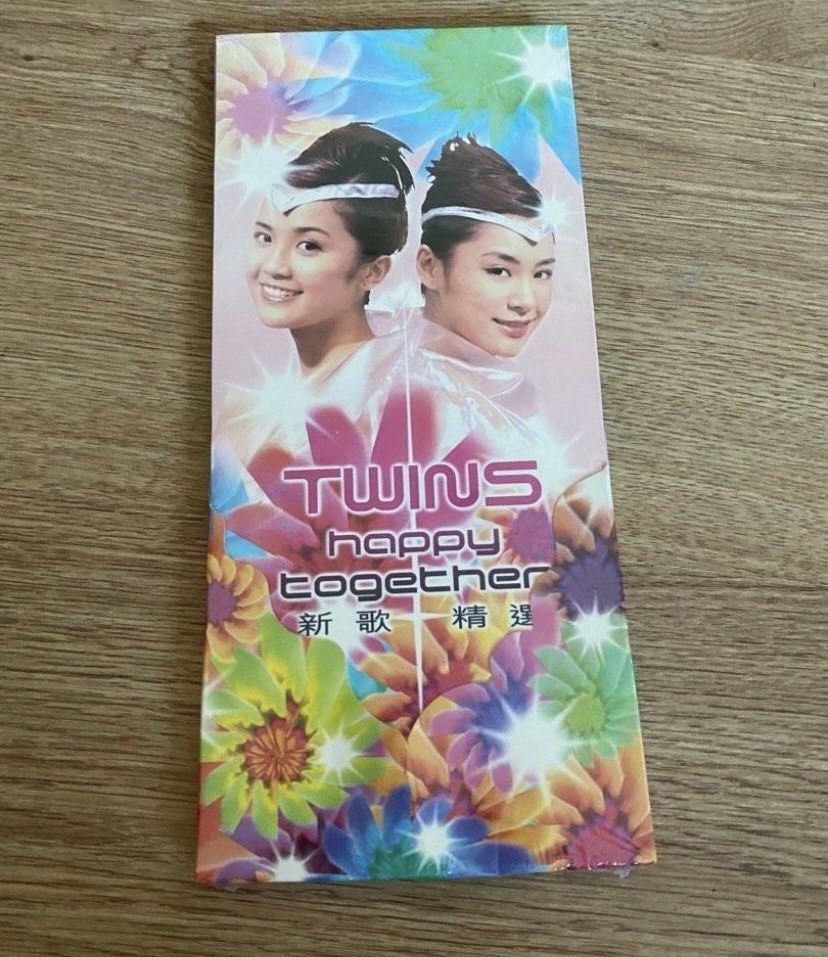 TWINS
happy
together
新歌+精選